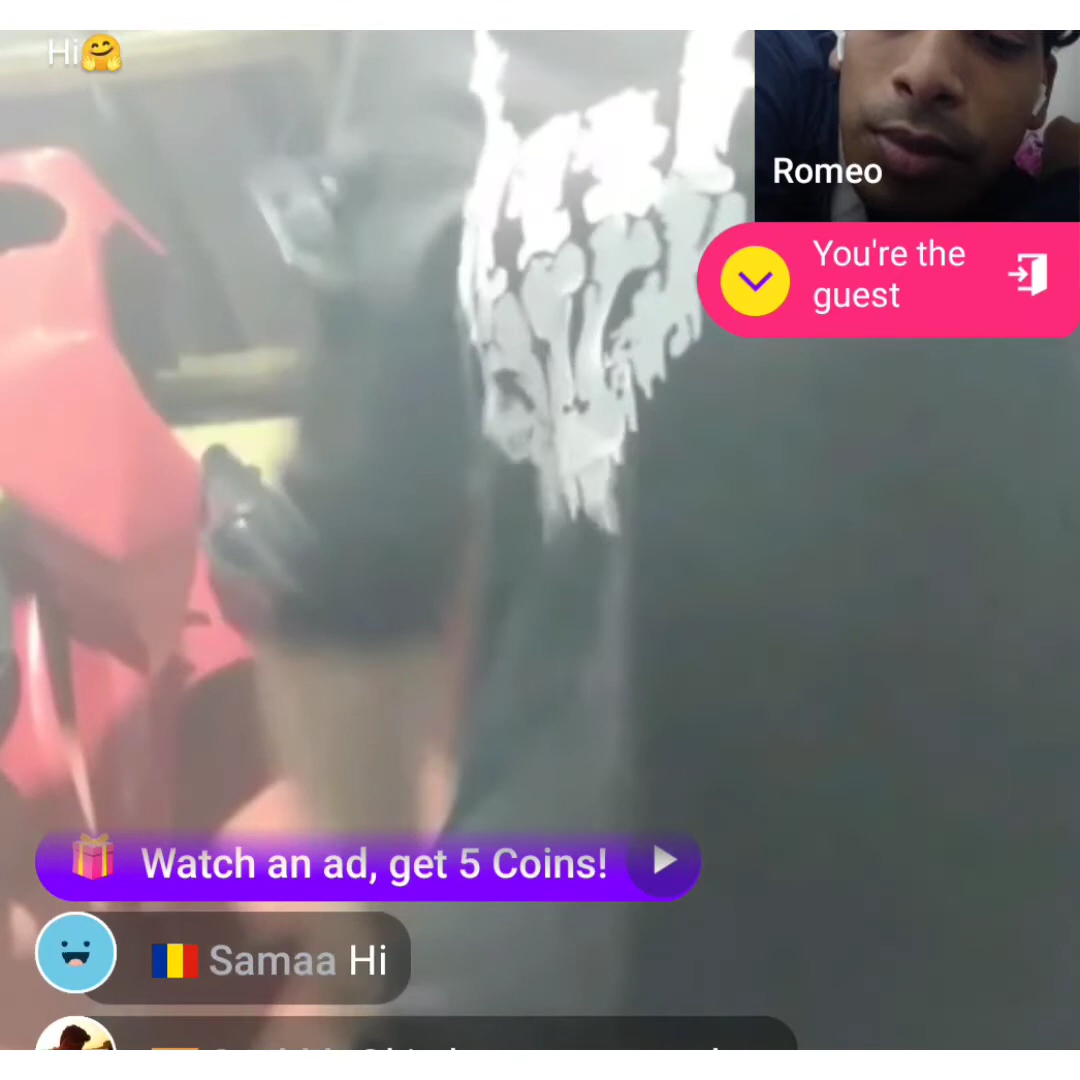 Hi🤗
Romeo
You're the
guest
Watch an ad, get 5 Coins!
Samaa Hi